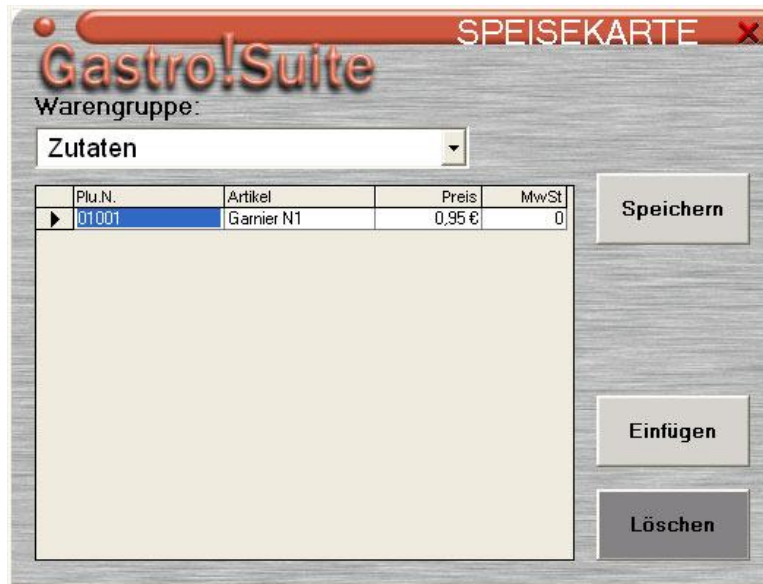 SPEISEKARTE
Gastro!Suite
Warengruppe:
Zutaten
Plu.N. Artikel Preis MwSt
01001 Garnier N1 0,95 € 0
Speichern
Einfügen
Löschen